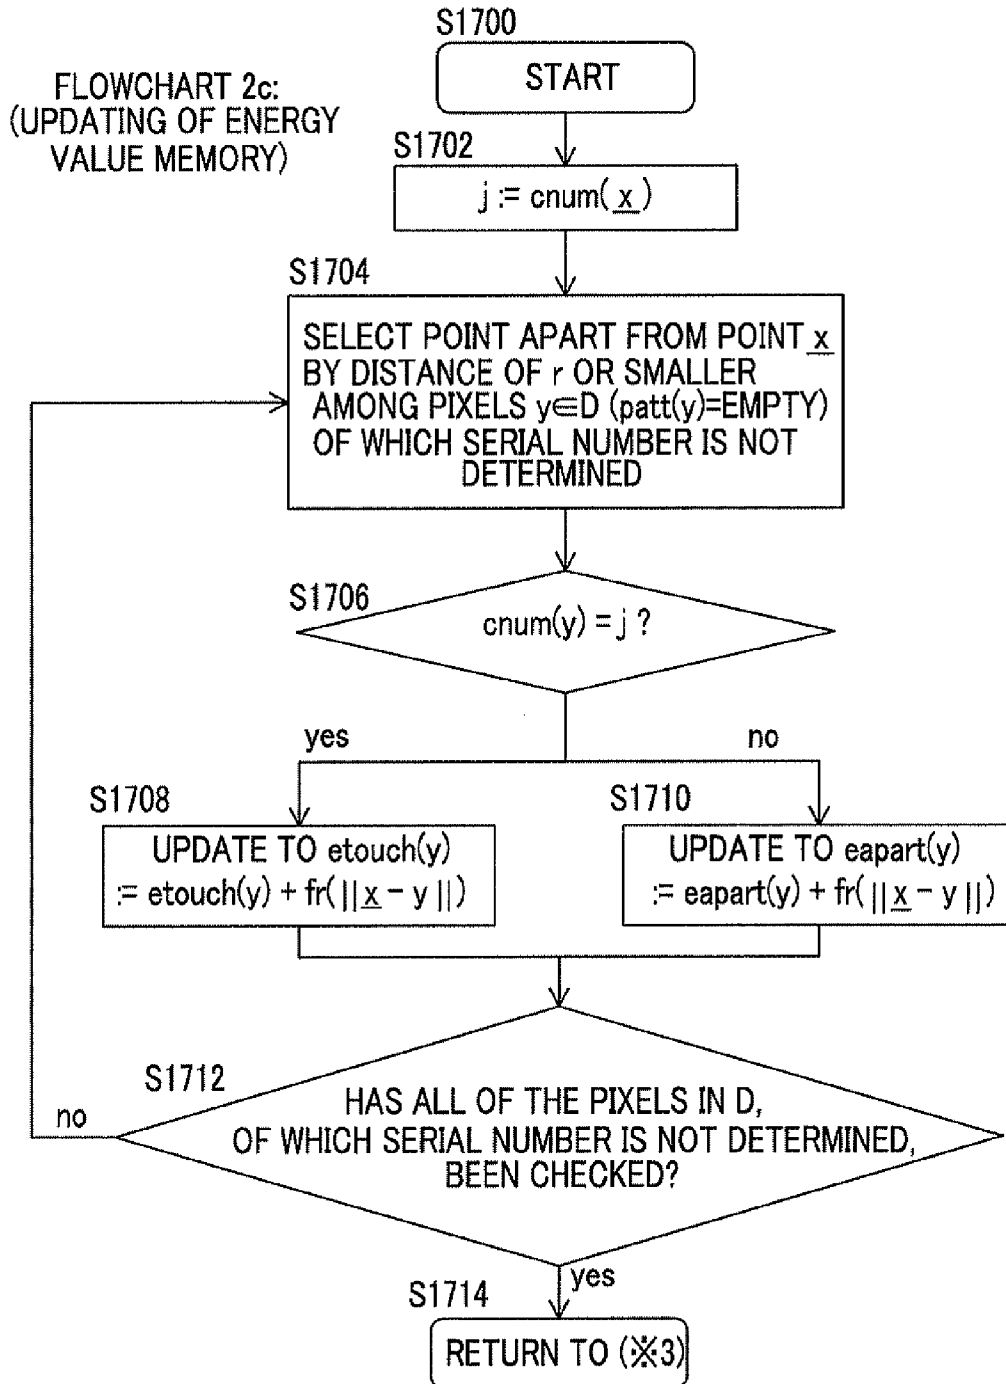 S1700
START
FLOWCHART 2c:
(UPDATING OF ENERGY
VALUE MEMORY)
S1702
j := cnum( x )
S1704
SELECT POINT APART FROM POINT x
BY DISTANCE OF r OR SMALLER
AMONG PIXELS y∈D (patt(y)=EMPTY)
OF WHICH SERIAL NUMBER IS NOT
DETERMINED
S1706
cnum(y) = j ?
yes
no
S1708
UPDATE TO etouch(y)
:= etouch(y) + fr( || x - y || )
S1710
UPDATE TO eapart(y)
:= eapart(y) + fr( || x - y || )
S1712
no
HAS ALL OF THE PIXELS IN D,
OF WHICH SERIAL NUMBER IS NOT DETERMINED,
BEEN CHECKED?
yes
S1714
RETURN TO (※3)